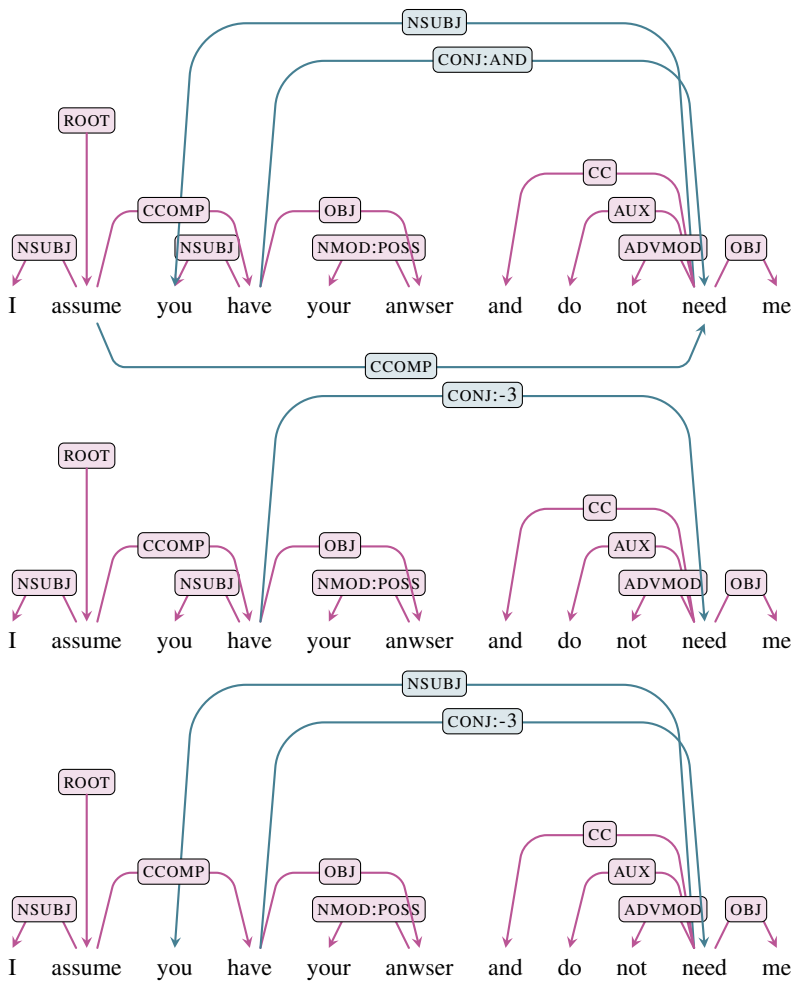 NSUBJ
CONJ:AND
ROOT
CC
CCOMP OBJ AUX
NSUBJ NSUBJ NMOD:POSS ADVMOD OBJ
I assume you have your anwser and do not need me
CCOMP
CONJ:-3
ROOT
CC
CCOMP OBJ AUX
NSUBJ NSUBJ NMOD:POSS ADVMOD OBJ
I assume you have your anwser and do not need me
NSUBJ
CONJ:-3
ROOT
CC
CCOMP OBJ AUX
NSUBJ NMOD:POSS ADVMOD OBJ
I assume you have your anwser and do not need me